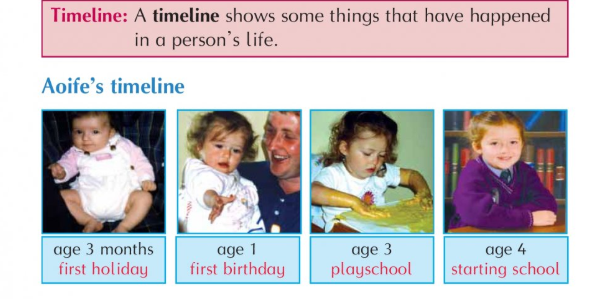 Timeline: A timeline shows some things that have happened
in a person's life.
Aoife's timeline
age 3 months
first holiday
age 1
first birthday
age 3
playschool
age 4
starting school